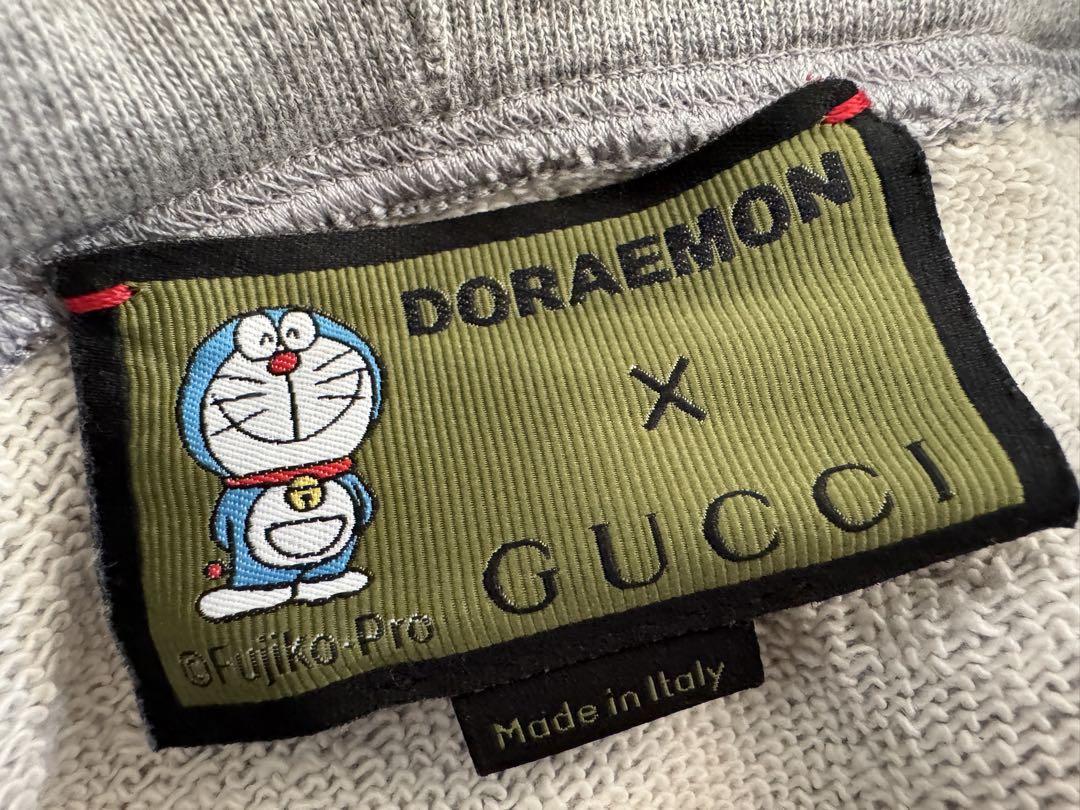 DORAEMON
×
GUCCI
©Fujiko-Pro
Made in Italy